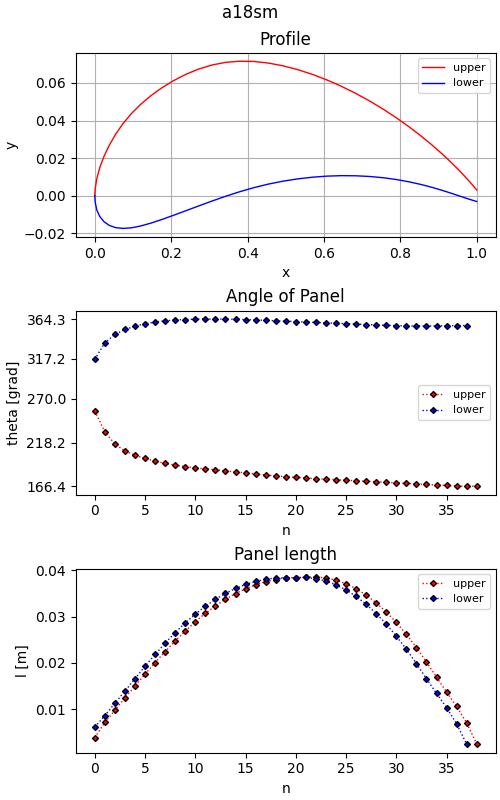 a18sm
Profile
0.06
0.04
0.02
0.00
−0.02
y
upper
lower
0.0 0.2 0.4 0.6 0.8 1.0
x
Angle of Panel
364.3
317.2
270.0
218.2
166.4
theta [grad]
upper
lower
0 5 10 15 20 25 30 35
n
Panel length
0.04
0.03
0.02
0.01
l [m]
upper
lower
0 5 10 15 20 25 30 35
n